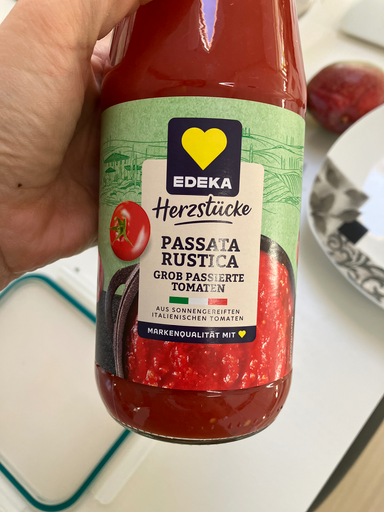 EDEKA
Herzstücke
PASSATA
RUSTICA
GROB PASSIERTE
TOMATEN
AUS SONNENGEREIFTEN
ITALIENISCHEN TOMATEN
MARKENQUALITÄT MIT